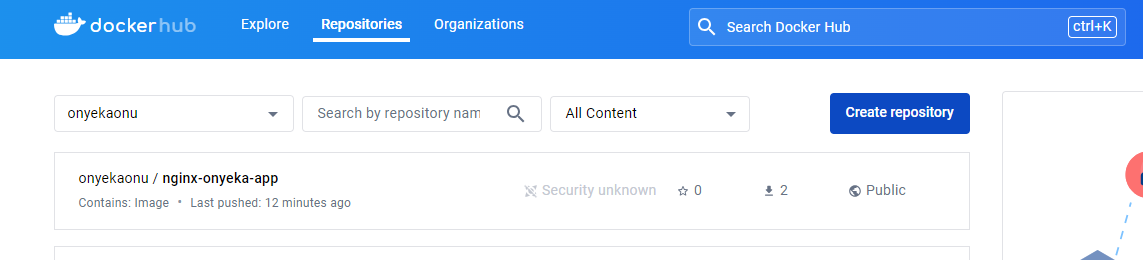 dockerhub Explore Repositories Organizations Search Docker Hub ctrl+K
onyekaonu Search by repository nam All Content Create repository
onyekaonu / nginx-onyeka-app Security unknown 0 2 Public
Contains: Image • Last pushed: 12 minutes ago